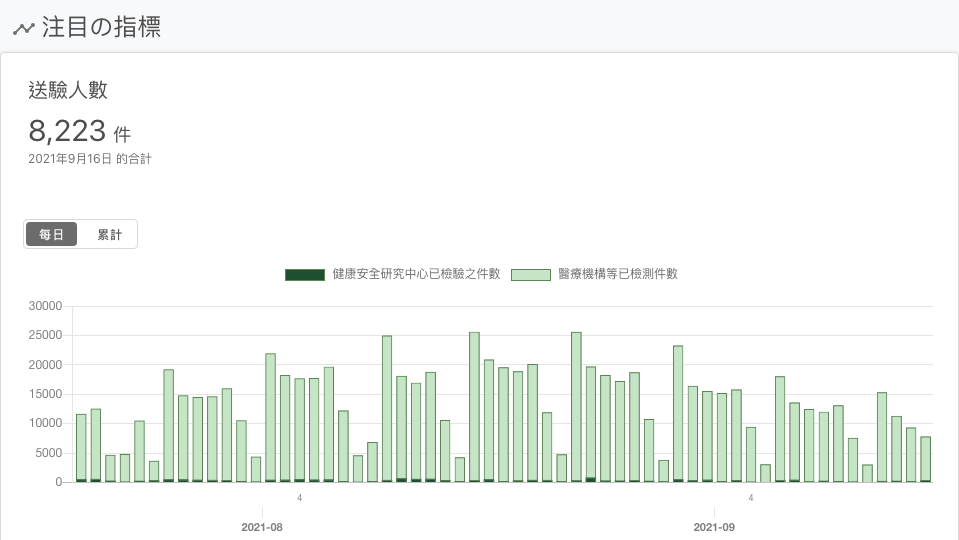 注目の指標
送驗人數
8,223 件
2021年9月16日 的合計
每日 累計
健康安全研究中心已檢驗之件數 醫療機構等已檢測件數
30000
25000
20000
15000
10000
5000
0
4 4
2021-08 2021-09